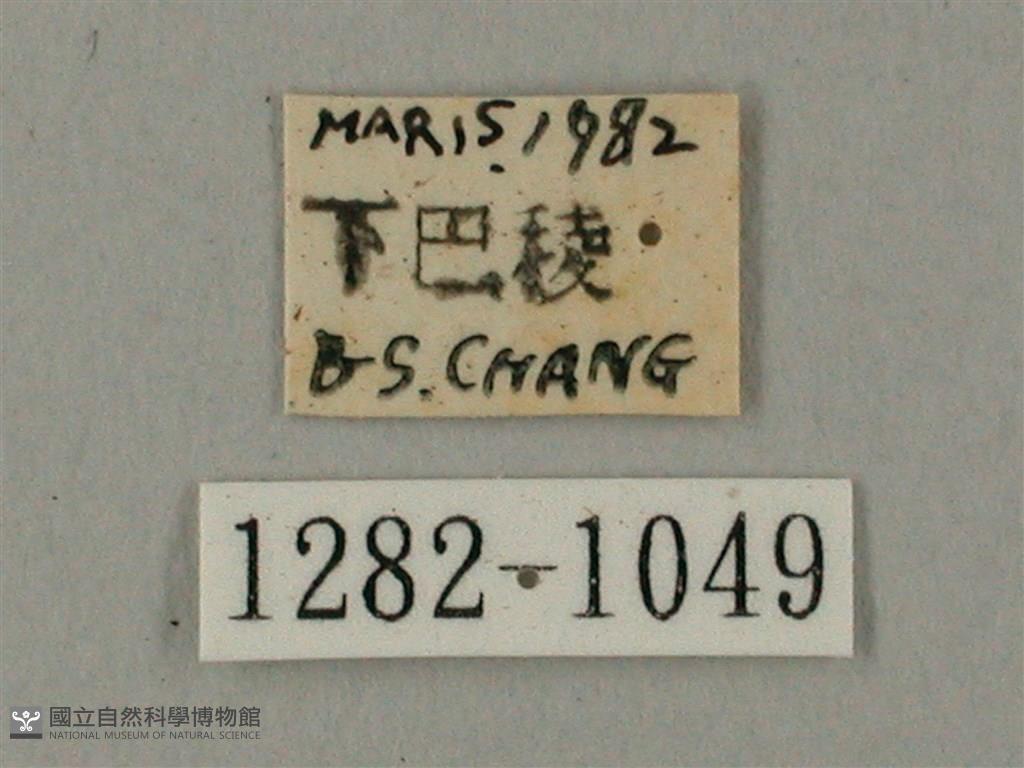 MAR15.1982
下巴稜
B-S.CHANG
1282-1049
國立自然科學博物館
NATIONAL MUSEUM OF NATURAL SCIENCE